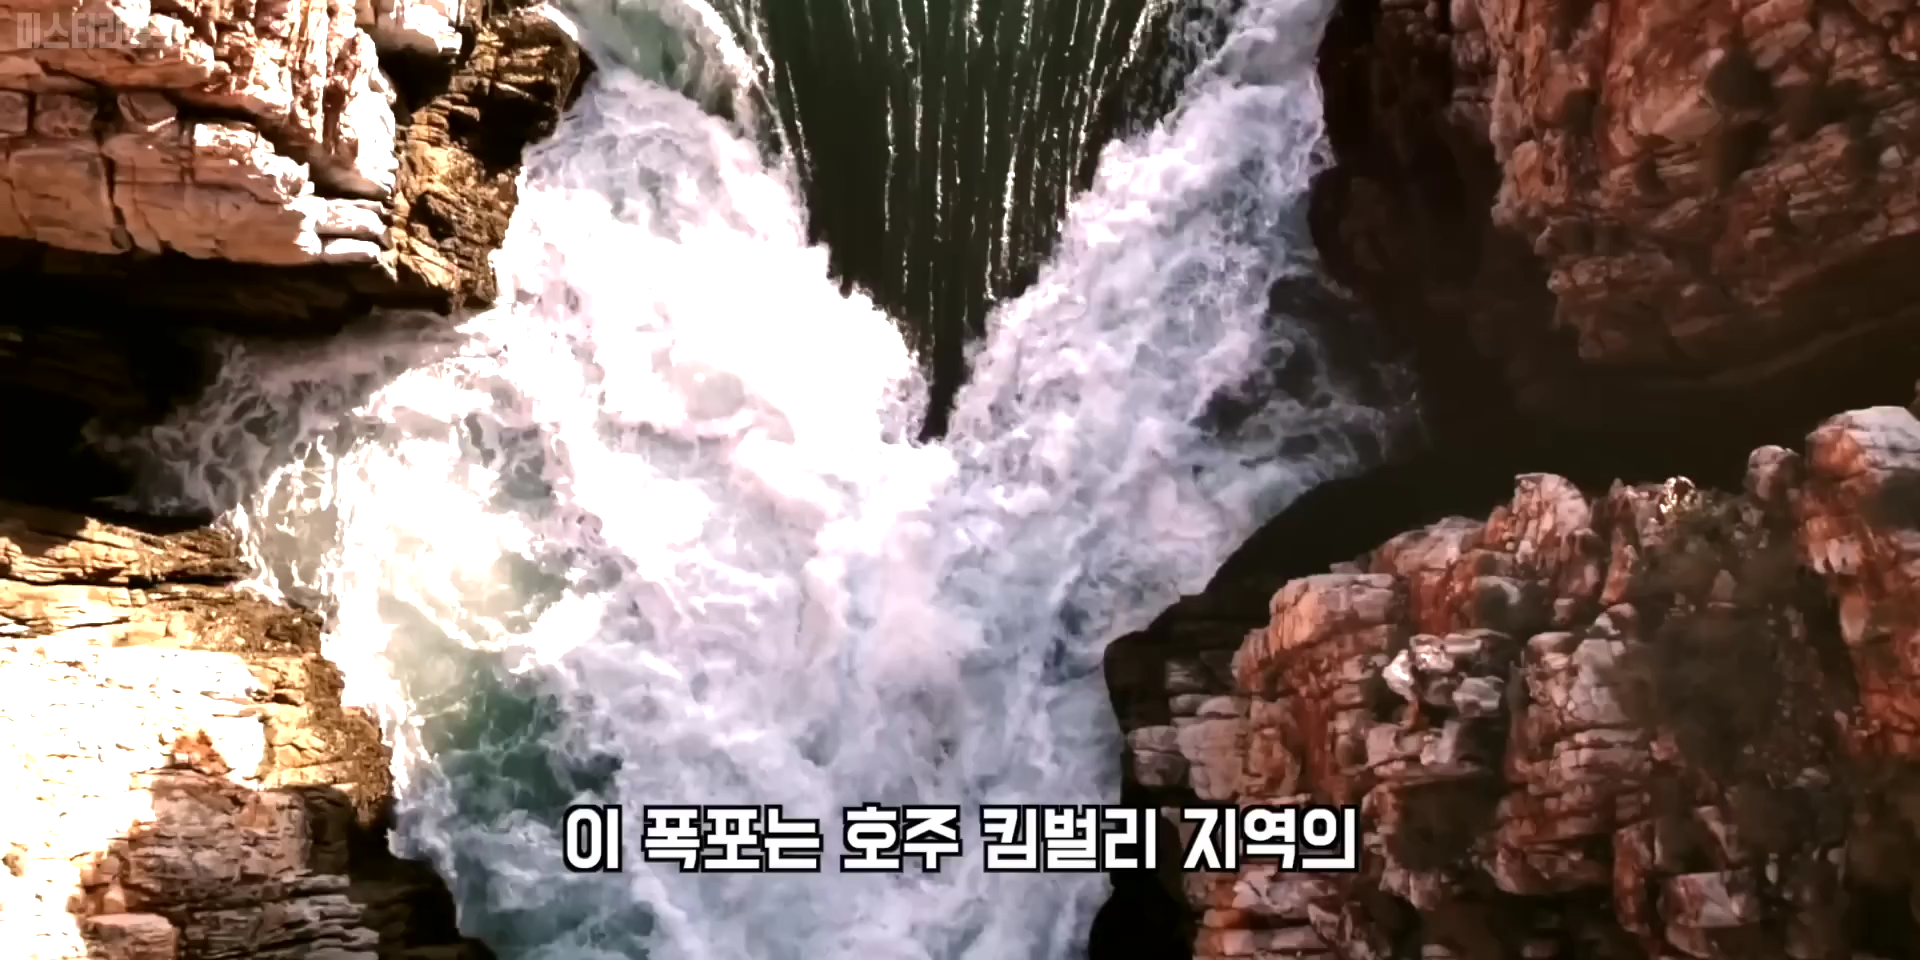 이 폭포는 호주 킴벌리 지역의